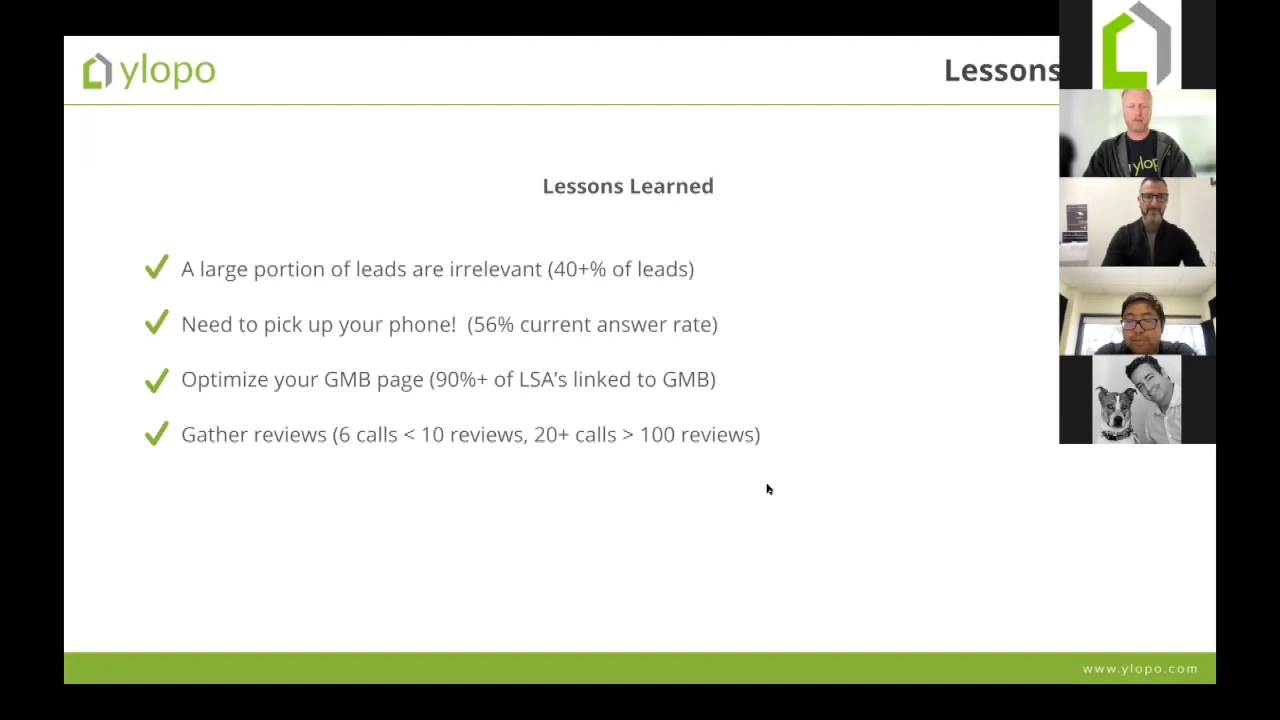 ylopo
Lessons
Lessons Learned
A large portion of leads are irrelevant (40+% of leads)
Need to pick up your phone! (56% current answer rate)
Optimize your GMB page (90%+ of LSA's linked to GMB)
Gather reviews (6 calls < 10 reviews, 20+ calls > 100 reviews)
ylopo
www.ylopo.com